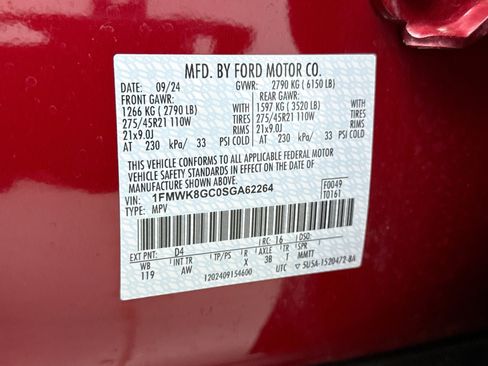 MFD. BY FORD MOTOR CO.
DATE: 09/24 GVWR: 2790 KG ( 6150 LB)
FRONT GAWR: REAR GAWR:
1266 KG ( 2790 LB) 1597 KG ( 3520 LB)
275/45R21 110W TIRES 275/45R21 110W TIRES
21x9.0J RIMS 21x9.0J RIMS
AT 230 kPa/ 33 PSI COLD AT 230 kPa/ 33 PSI COLD
THIS VEHICLE CONFORMS TO ALL APPLICABLE FEDERAL MOTOR
VEHICLE SAFETY STANDARD IN EFFECT ON THE DATE OF
MANUFACTURE SHOWN ABOVE.
VIN: 1FMWK8GC0SGA62264 F0049
TYPE: MPV T0161
EXT PNT: D4 RC: 16 DSO:
WB INT TR TP/PS R AXLE TR
119 AW X 3B T MMTT
1202409154600 UTC 5U5A-1520472-BA